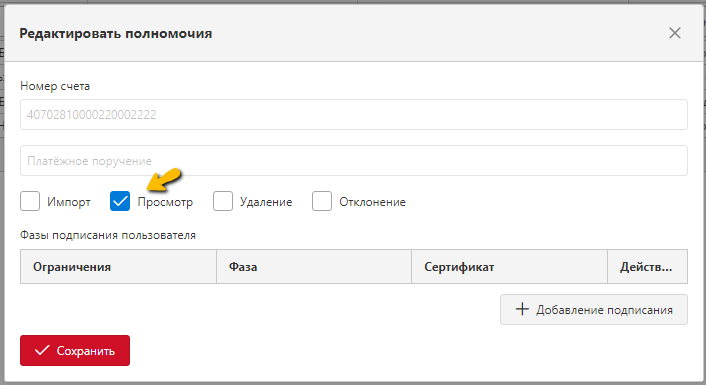 Редактировать полномочия
Номер счета
40702810000220002222
Платёжное поручение
Импорт Просмотр Удаление Отклонение
Фазы подписания пользователя
Ограничения Фаза Сертификат Действ...
Добавление подписания
Сохранить